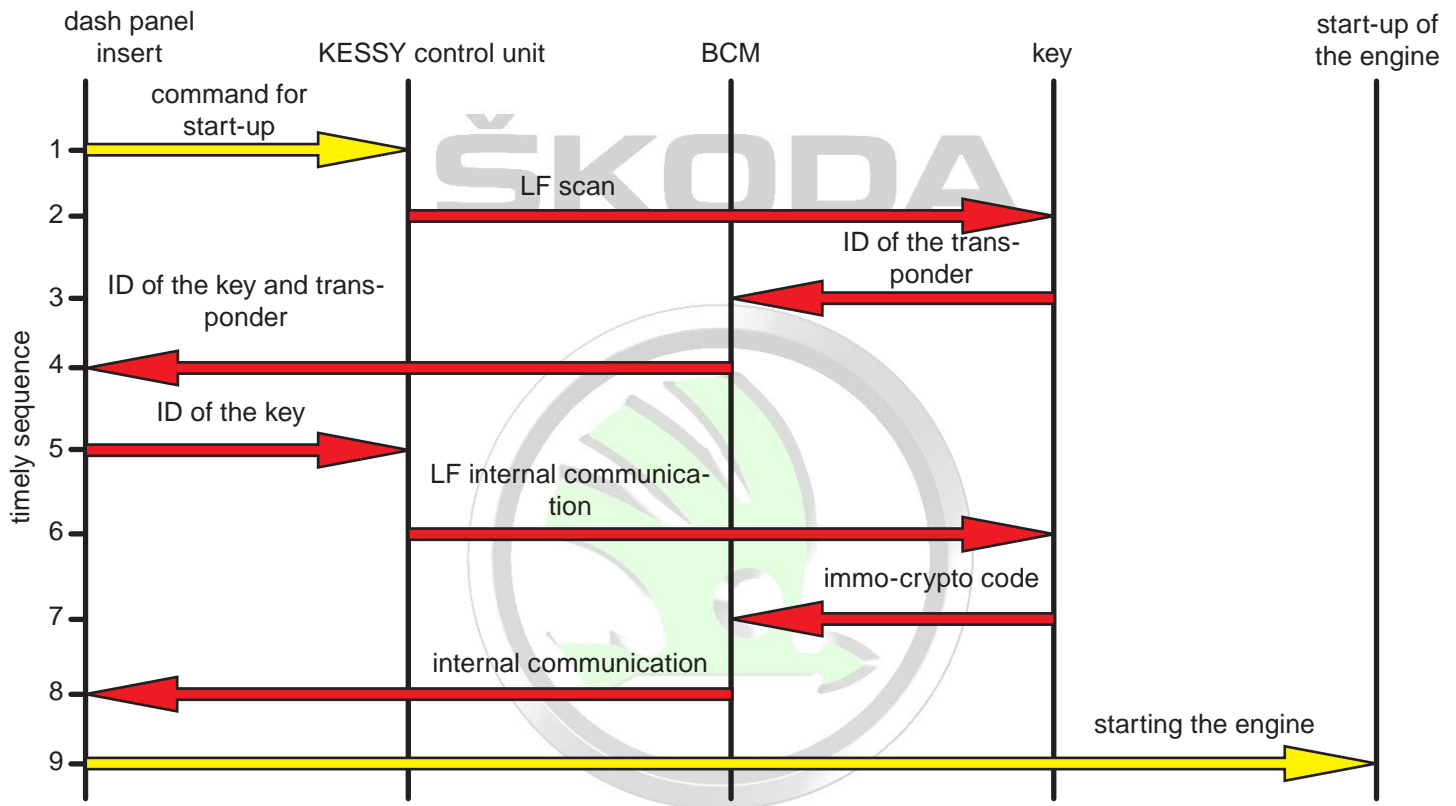 dash panel
insert
KESSY control unit
BCM
key
start-up of
the engine
command for
start-up
1
ŠKODA
LF scan
2
ID of the trans-
ponder
ID of the key and trans-
ponder
3
timely sequence
4
ID of the key
5
LF internal communica-
tion
6
immo-crypto code
7
internal communication
8
starting the engine
9